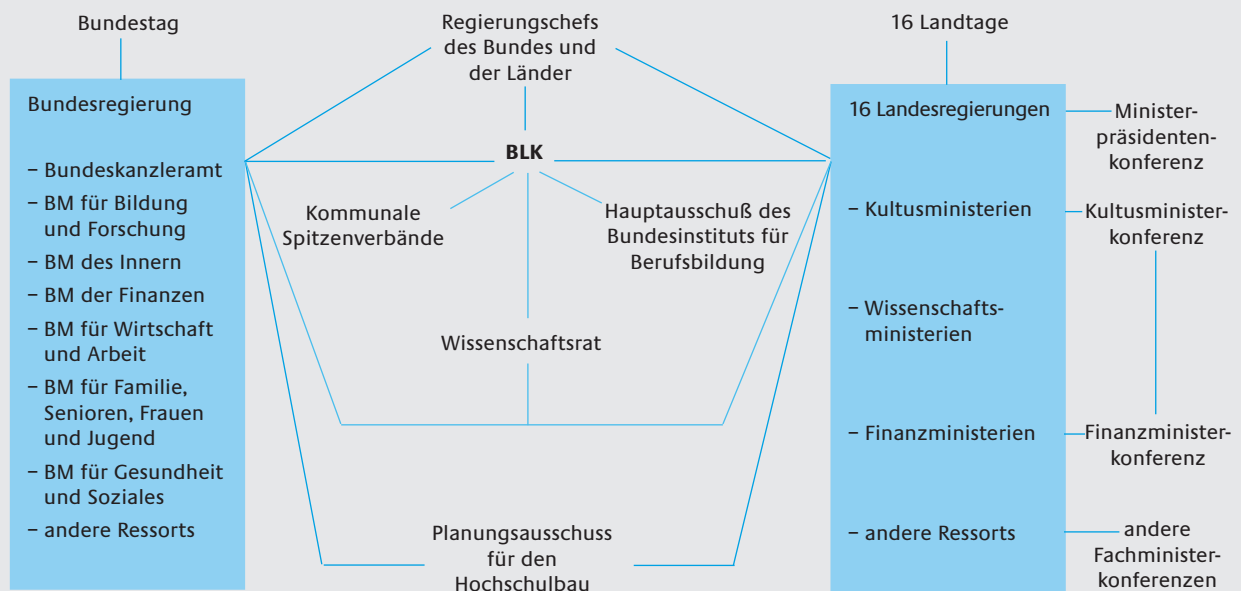 Bundestag
Bundesregierung
– Bundeskanzleramt
– BM für Bildung
und Forschung
– BM des Innern
– BM der Finanzen
– BM für Wirtschaft
und Arbeit
– BM für Familie,
Senioren, Frauen
und Jugend
– BM für Gesundheit
und Soziales
– andere Ressorts
Regierungschefs
des Bundes und
der Länder
BLK
Kommunale
Spitzenverbände
Hauptausschuß des
Bundesinstituts für
Berufsbildung
Wissenschaftsrat
Planungsausschuss
für den
Hochschulbau
16 Landtage
16 Landesregierungen
– Kultusministerien
– Wissenschafts-
ministerien
– Finanzministerien
– andere Ressorts
Minister-
präsidenten-
konferenz
Kultusminister-
konferenz
Finanzminister-
konferenz
andere
Fachminister-
konferenzen